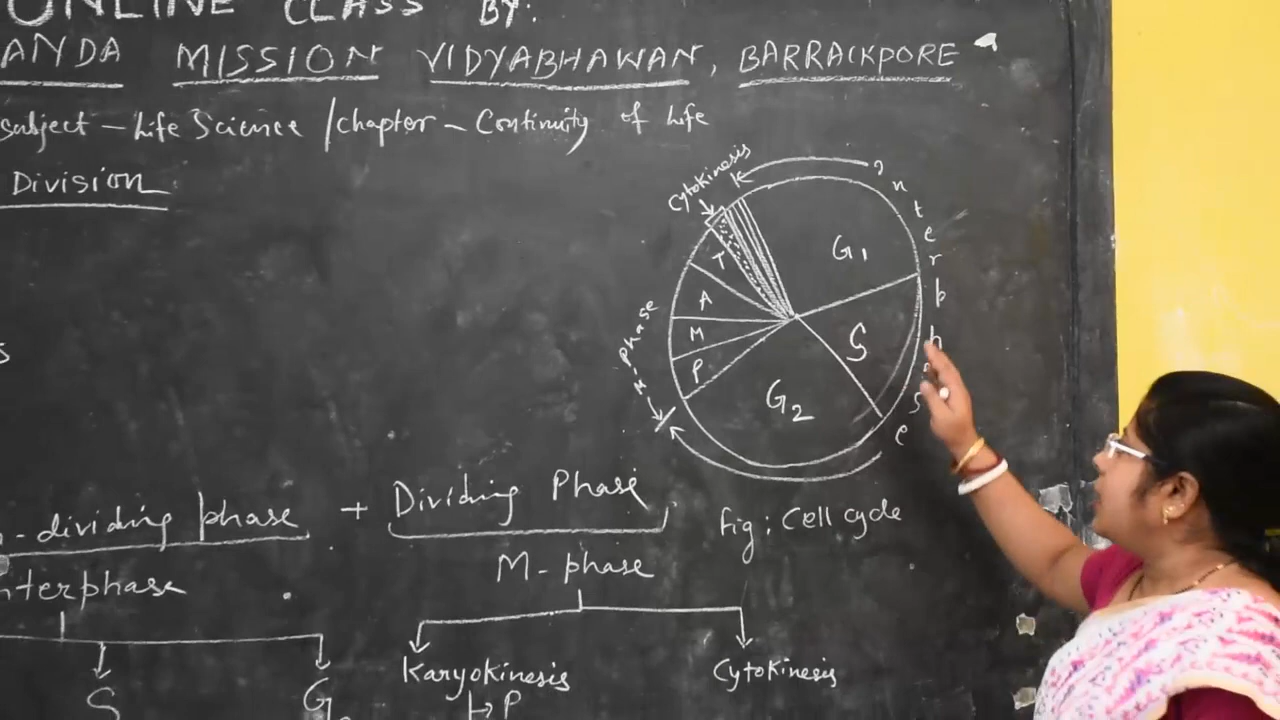 ONLINE CLASS BY:
ANDA MISSION VIDYABHAWAN, BARRACKPORE
subject - Life Science / chapter - Continuity of Life
Division
Cytokinesis
Interphase
G1
T
A
M
P
S
G2
M-phase
Fig: Cell cycle
n-dividing phase + Dividing Phase
nterphase
M-phase
S
G
Karyokinesis
Cytokinesis
P